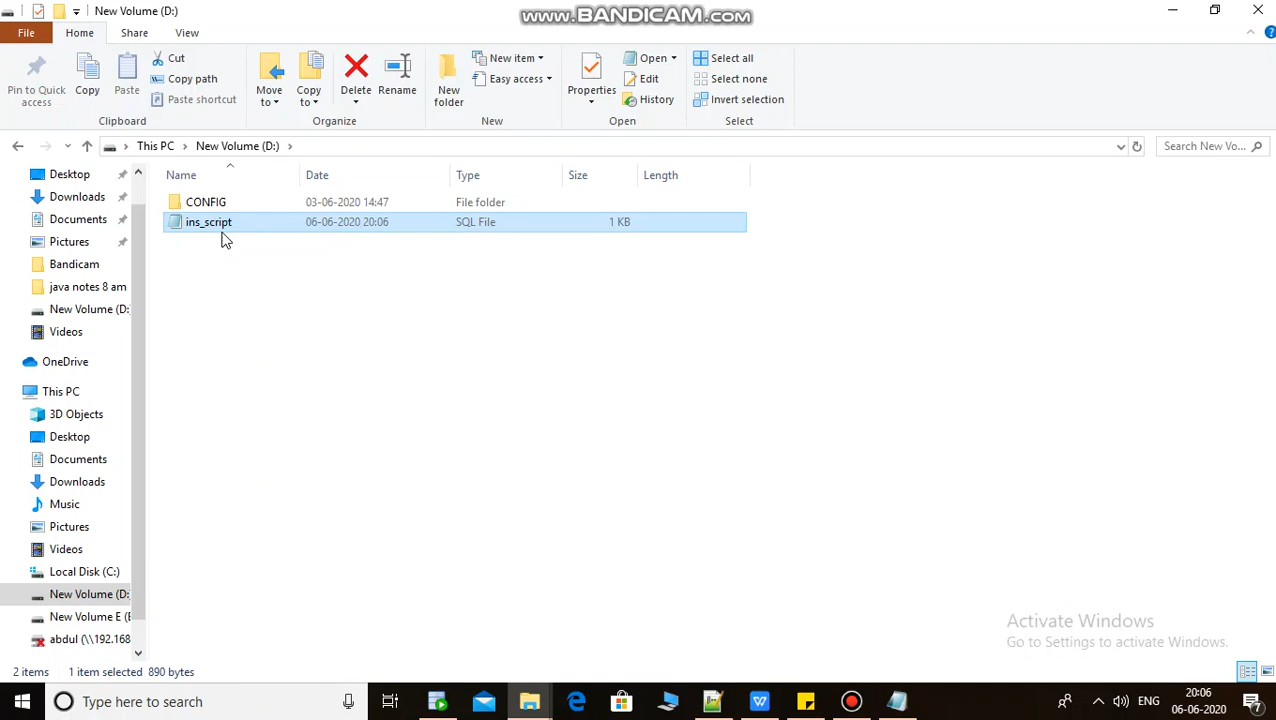 New Volume (D:)
www.BANDICAM.com
File
Home
Share
View
Pin to Quick access
Copy
Paste
Cut
Copy path
Paste shortcut
Move to
Copy to
Delete
Rename
New folder
New item
Easy access
Properties
Open
Edit
History
Select all
Select none
Invert selection
Clipboard
Organize
New
Open
Select
This PC
New Volume (D:)
Search New Vo...
Name
Date
Type
Size
Length
CONFIG
03-06-2020 14:47
File folder
ins_script
06-06-2020 20:06
SQL File
1 KB
Desktop
Downloads
Documents
Pictures
Bandicam
java notes 8 am
New Volume (D:
Videos
OneDrive
This PC
3D Objects
Desktop
Documents
Downloads
Music
Pictures
Videos
Local Disk (C:)
New Volume (D:
New Volume E (E
abdul (\\192.168
Activate Windows
Go to Settings to activate Windows.
2 items
1 item selected 890 bytes
Type here to search
ENG
20:06
06-06-2020
7